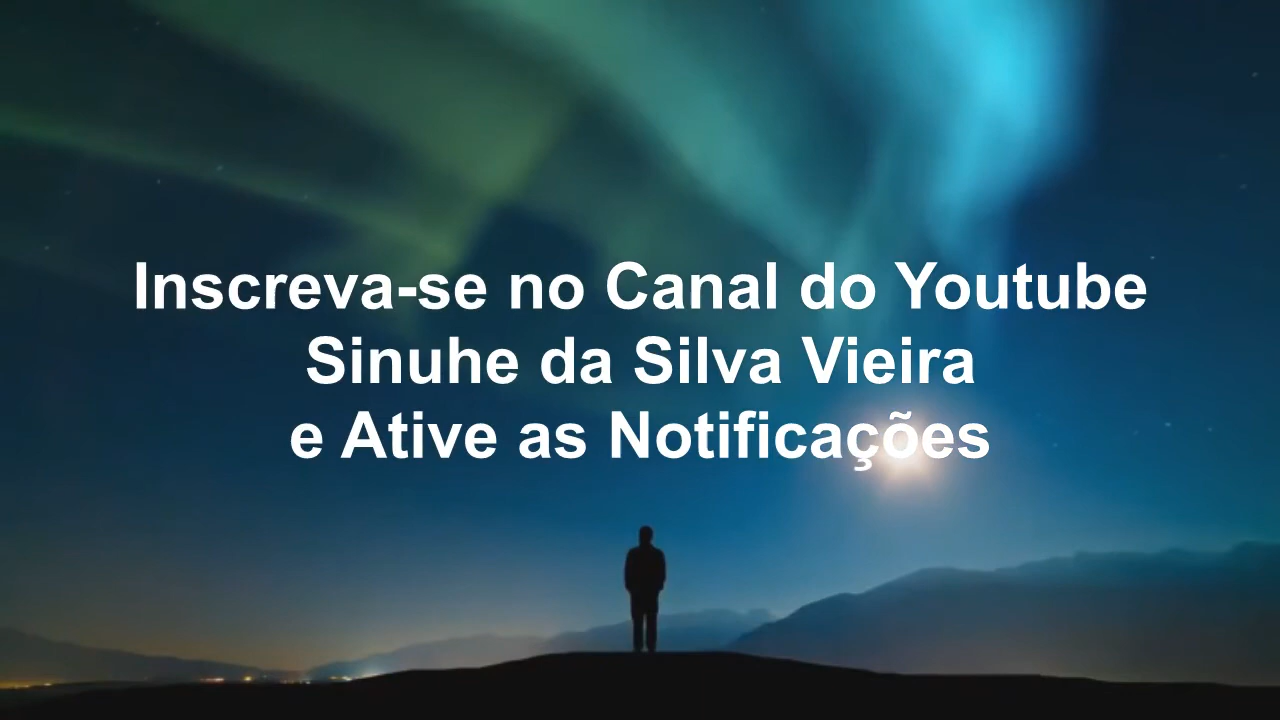 Inscreva-se no Canal do Youtube
Sinuhe da Silva Vieira
e Ative as Notificações